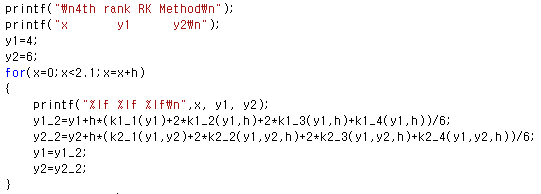 printf("₩n4th rank RK Method₩n");
printf("x y1 y2₩n");
y1=4;
y2=6;
for(x=0;x<2.1;x=x+h)
{
printf("%lf %lf %lf₩n",x, y1, y2);
y1_2=y1+h*(k1_1(y1)+2*k1_2(y1,h)+2*k1_3(y1,h)+k1_4(y1,h))/6;
y2_2=y2+h*(k2_1(y1,y2)+2*k2_2(y1,y2,h)+2*k2_3(y1,y2,h)+k2_4(y1,y2,h))/6;
y1=y1_2;
y2=y2_2;
}